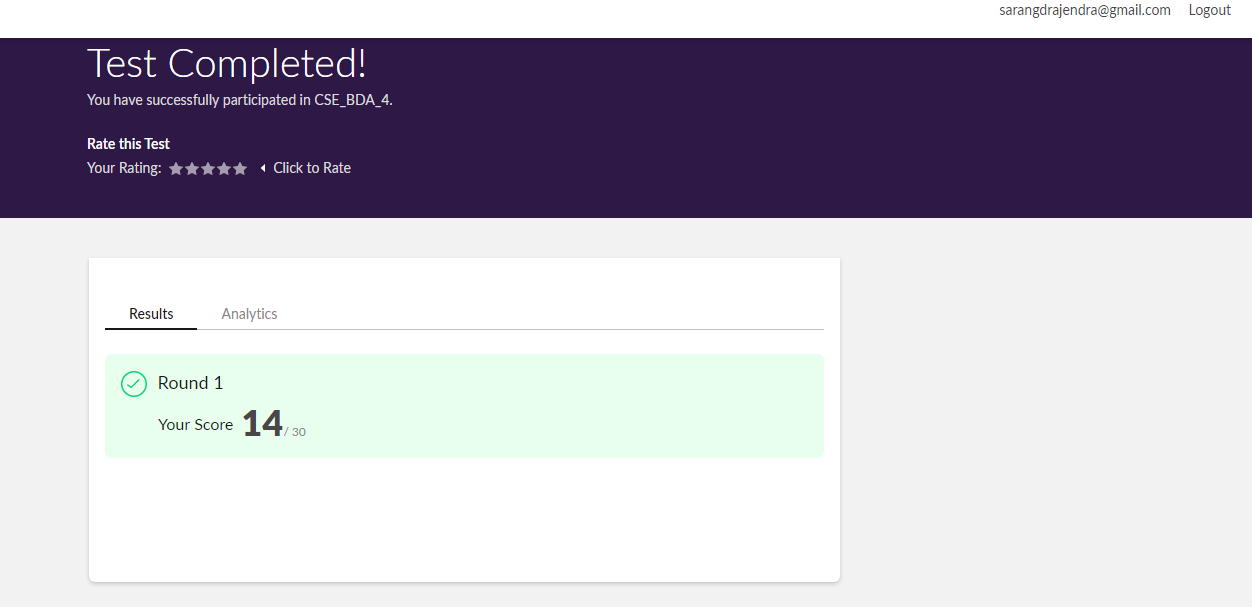 sarangdrajendra@gmail.com Logout
Test Completed!
You have successfully participated in CSE_BDA_4.
Rate this Test
Your Rating: Click to Rate
Results Analytics
Round 1
Your Score 14 / 30